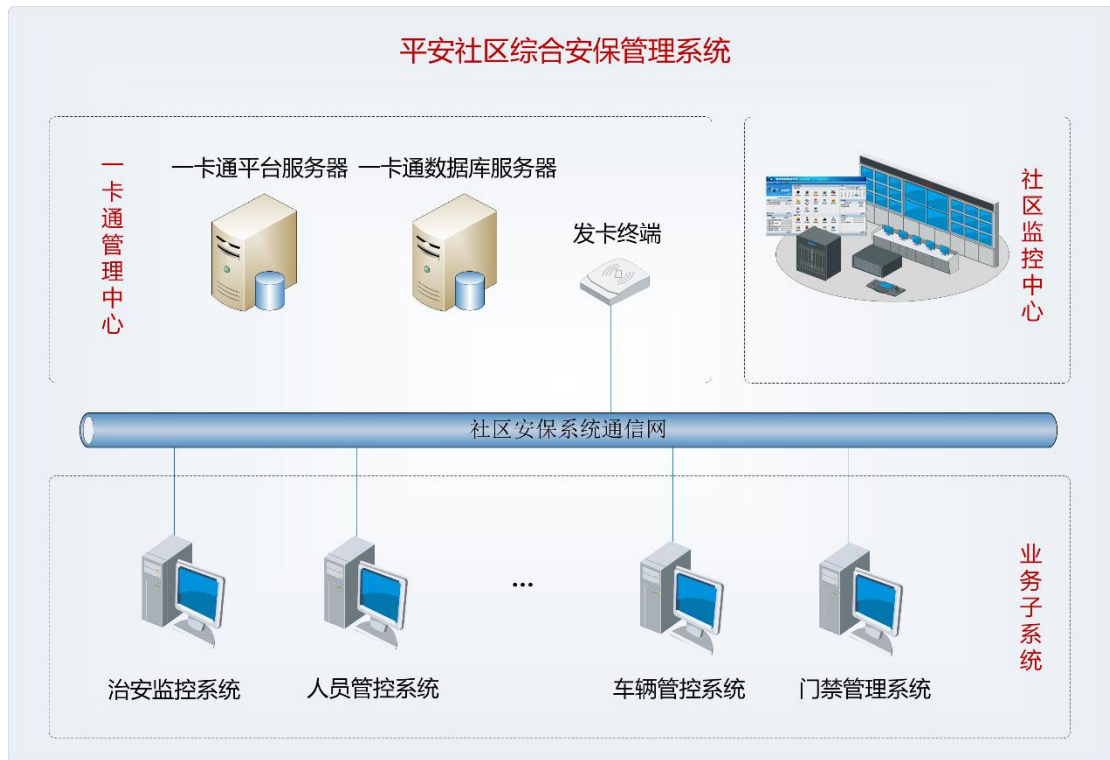 平安社区综合安保管理系统
一卡通管理中心
一卡通平台服务器
一卡通数据库服务器
发卡终端
社区监控中心
社区安保系统通信网
治安监控系统
人员管控系统
...
车辆管控系统
门禁管理系统
业务子系统